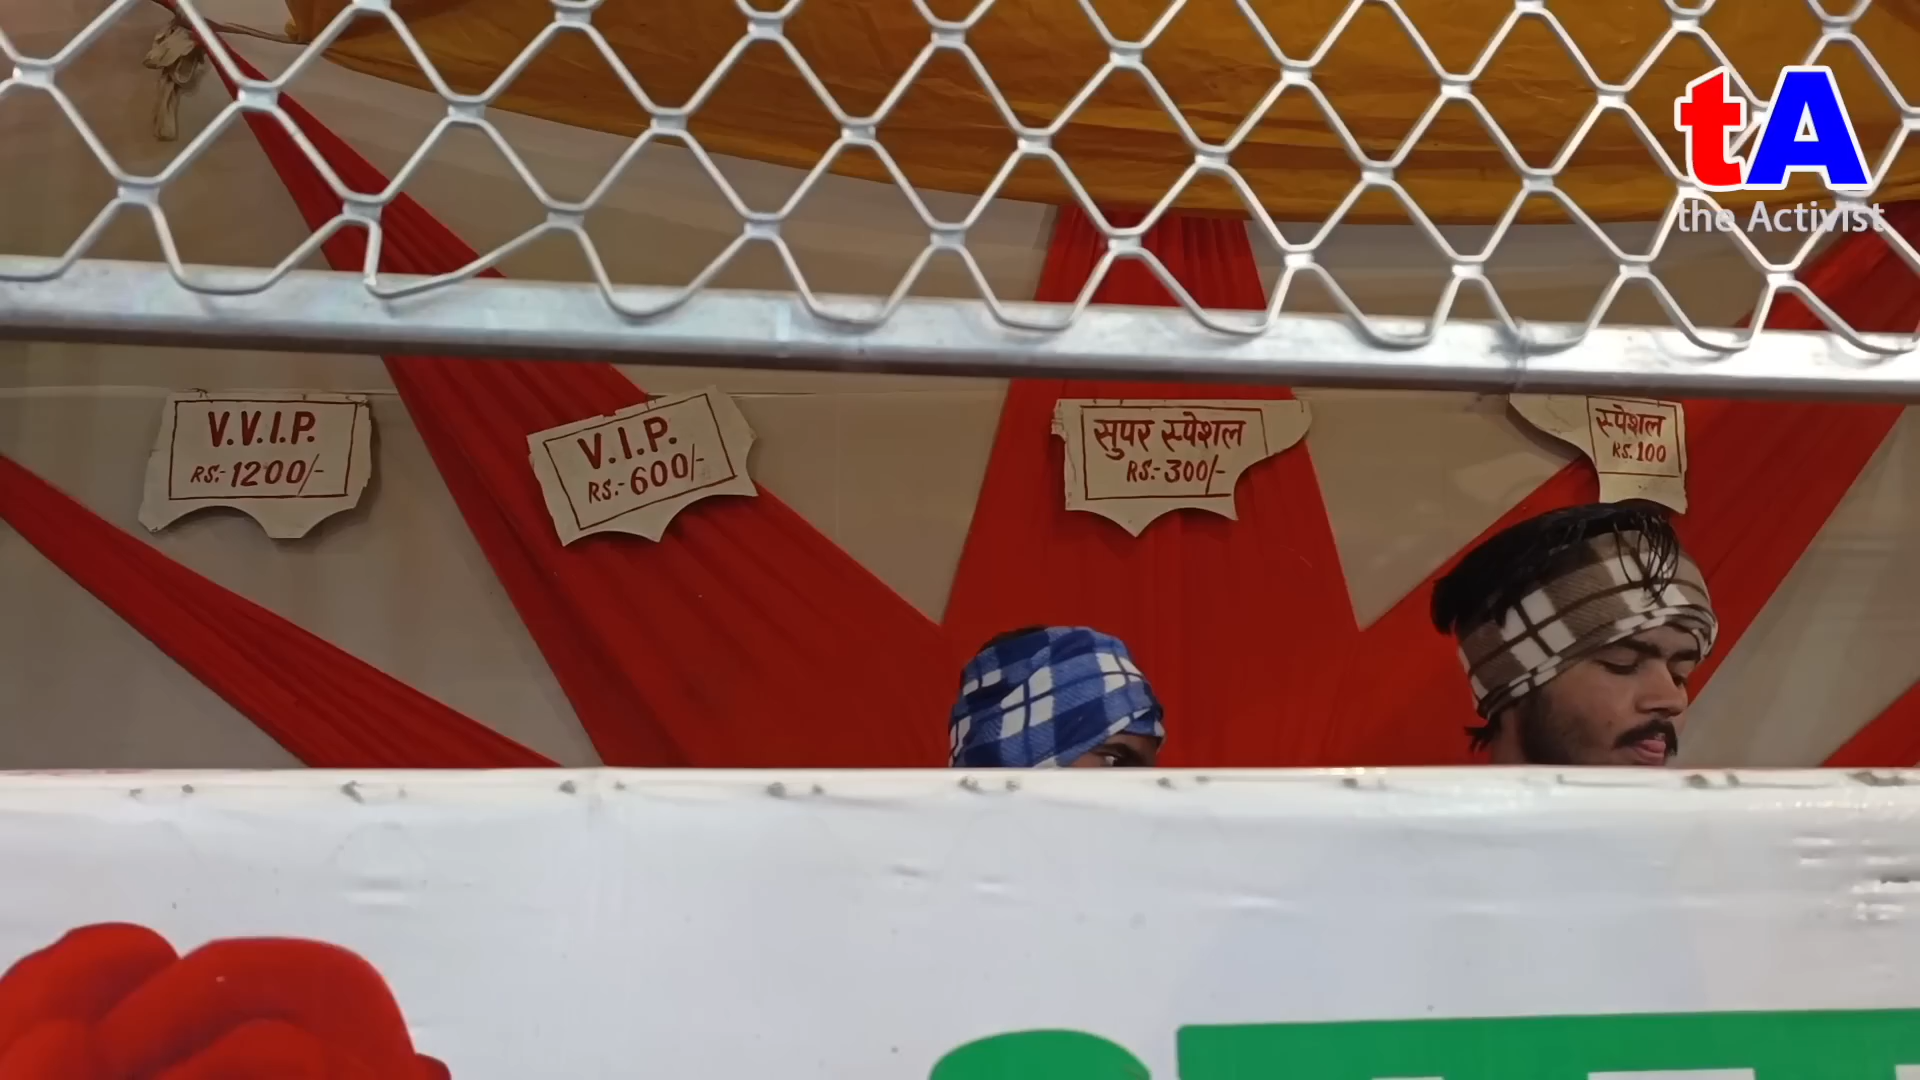 tA
the Activist
V.V.I.P.
RS:-1200/-
V.I.P.
RS:-600/-
सुपर स्पेशल
RS:-300/-
स्पेशल
RS.100